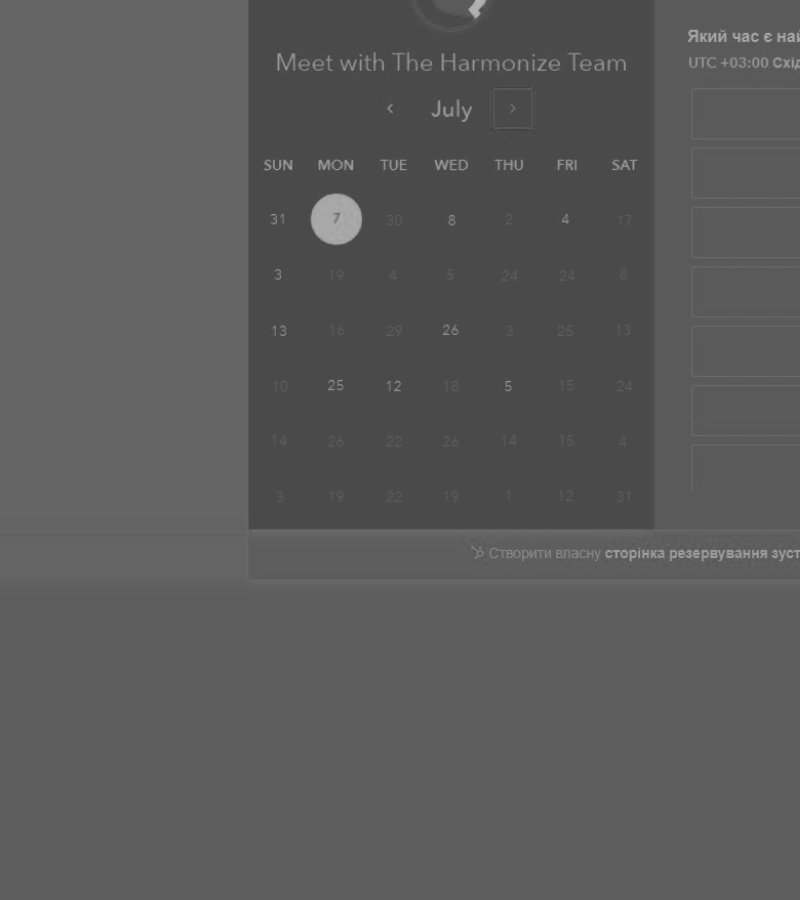 Meet with The Harmonize Team
July
SUN MON TUE WED THU FRI SAT
31 7 30 8 2 4 17
3 19 4 5 24 24 8
13 16 29 26 3 25 13
10 25 12 18 5 15 24
14 26 22 26 14 15 4
3 19 22 19 1 12 31
Який час є най
UTC +03:00 Схід
Створити власну сторінка резервування зуст